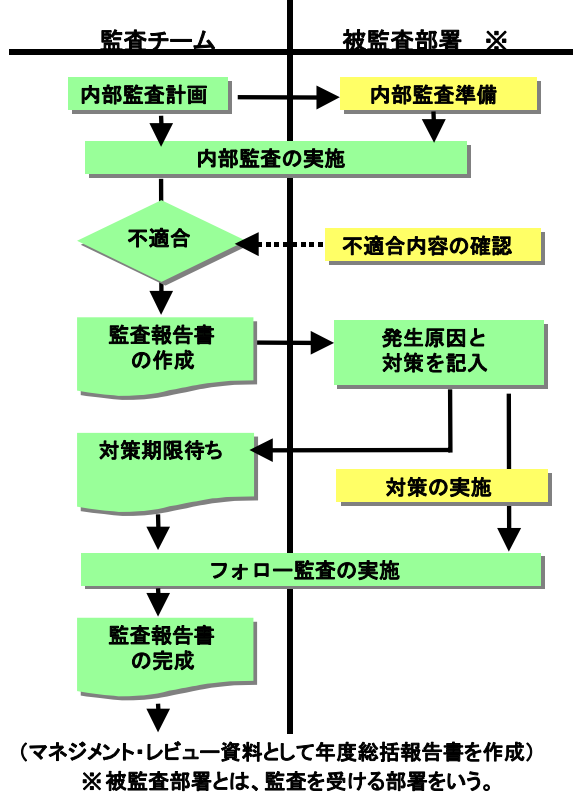 監査チーム
被監査部署 ※
内部監査計画
内部監査準備
内部監査の実施
不適合
不適合内容の確認
監査報告書
の作成
発生原因と
対策を記入
対策期限待ち
対策の実施
フォロー監査の実施
監査報告書
の完成
（マネジメント・レビュー資料として年度総括報告書を作成）
※被監査部署とは、監査を受ける部署をいう。